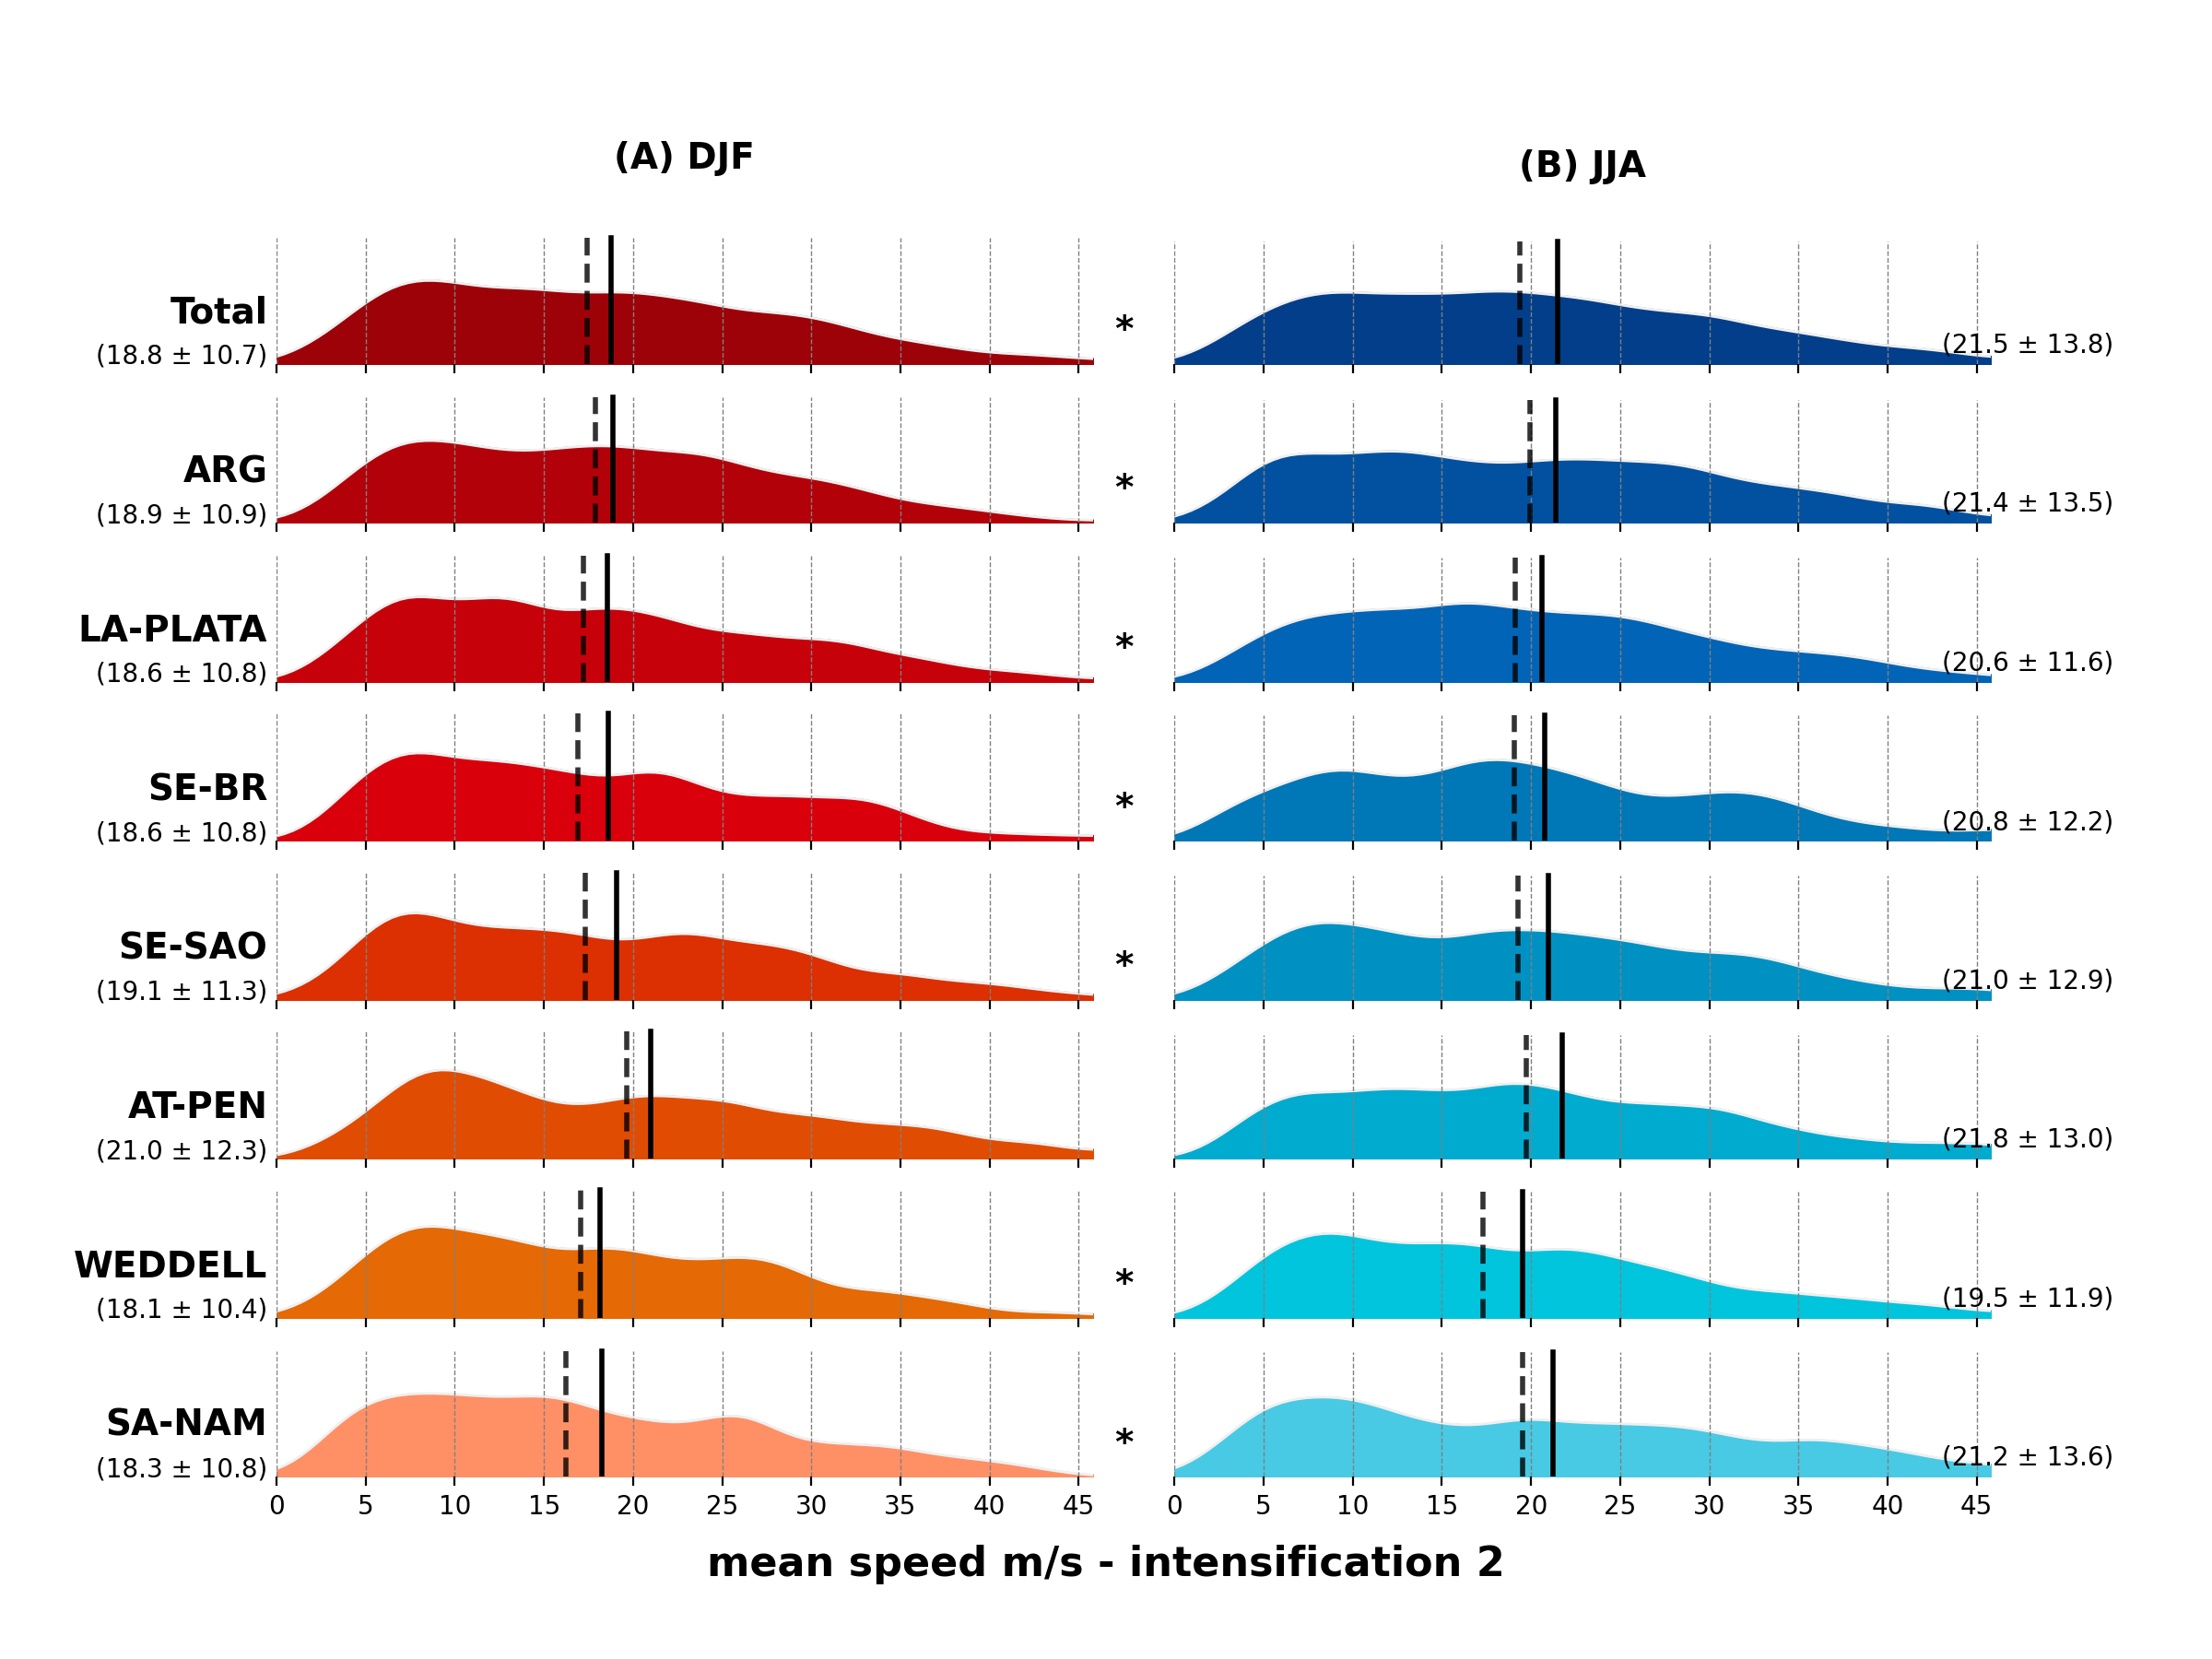 (A) DJF
(B) JJA
Total
(18.8 ± 10.7)
*
(21.5 ± 13.8)
ARG
(18.9 ± 10.9)
*
(21.4 ± 13.5)
LA-PLATA
(18.6 ± 10.8)
*
(20.6 ± 11.6)
SE-BR
(18.6 ± 10.8)
*
(20.8 ± 12.2)
SE-SAO
(19.1 ± 11.3)
*
(21.0 ± 12.9)
AT-PEN
(21.0 ± 12.3)
(21.8 ± 13.0)
WEDDELL
(18.1 ± 10.4)
*
(19.5 ± 11.9)
SA-NAM
(18.3 ± 10.8)
*
(21.2 ± 13.6)
0 5 10 15 20 25 30 35 40 45
0 5 10 15 20 25 30 35 40 45
mean speed m/s - intensification 2